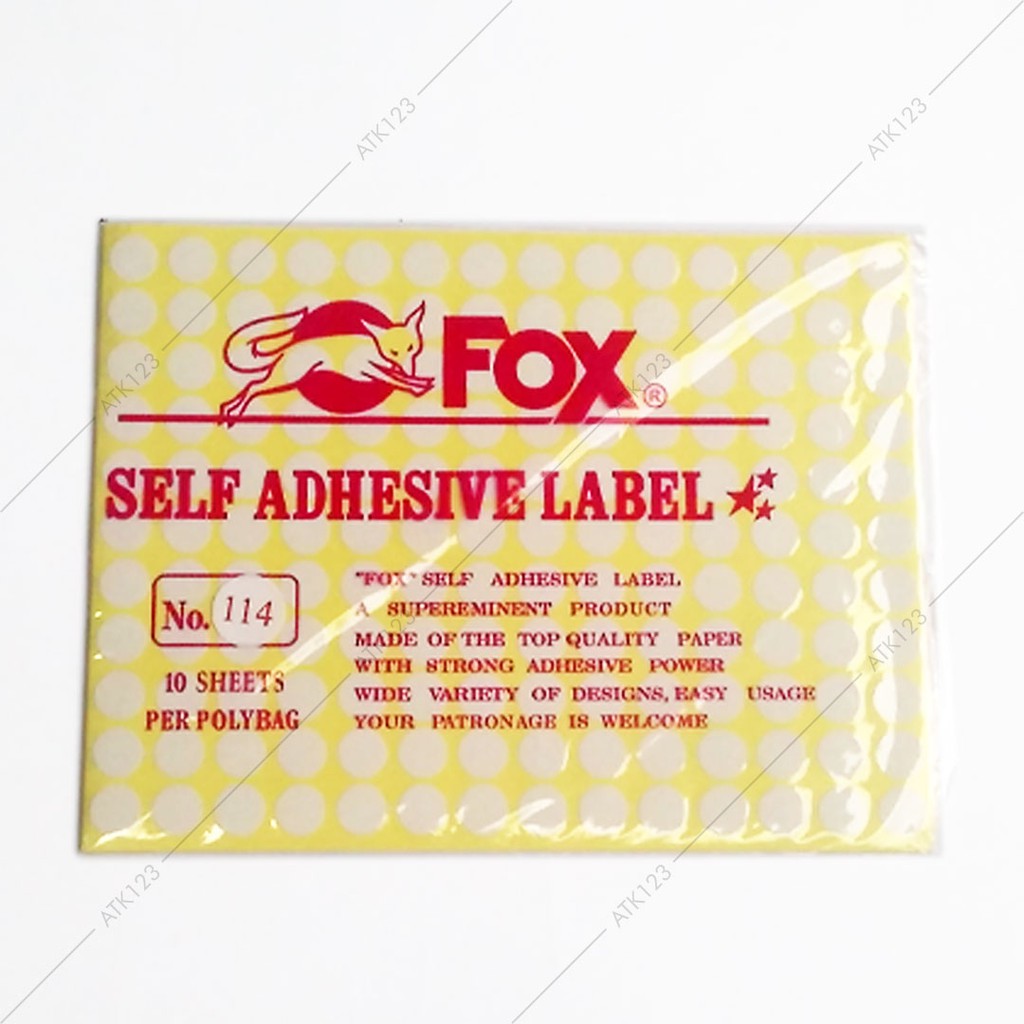 FOX ®
SELF ADHESIVE LABEL
No. 114
10 SHEETS
PER POLYBAG
"FOX" SELF ADHESIVE LABEL
A SUPEREMINENT PRODUCT
MADE OF THE TOP QUALITY PAPER
WITH STRONG ADHESIVE POWER
WIDE VARIETY OF DESIGNS, EASY USAGE
YOUR PATRONAGE IS WELCOME
ATK123
ATK123
ATK123
ATK123
ATK123
ATK123
ATK123